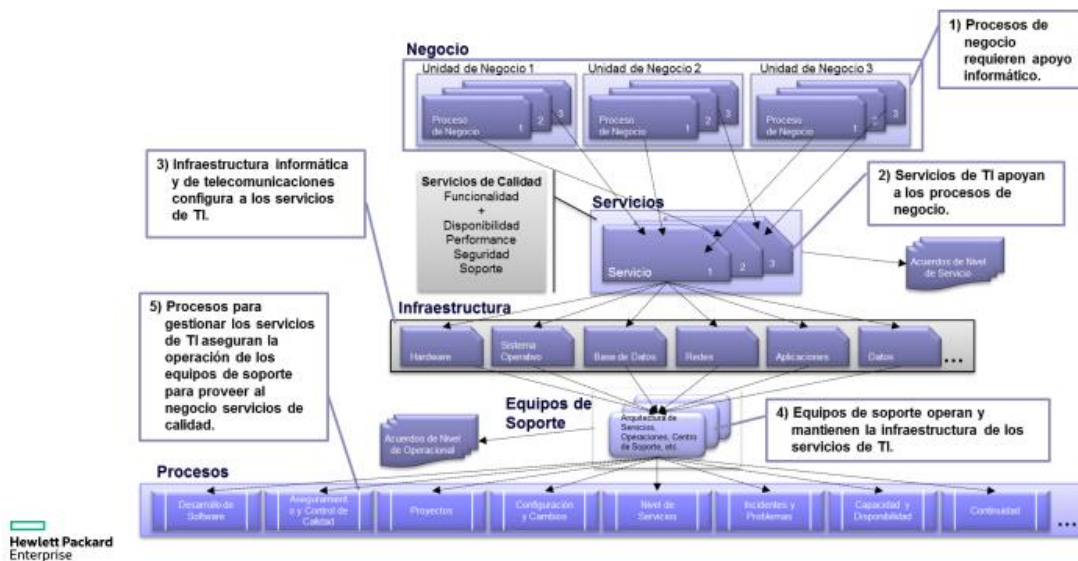 1) Procesos de
negocio
requieren apoyo
informático.
Negocio
Unidad de Negocio 1
Unidad de Negocio 2
Unidad de Negocio 3
Proceso
de Negocio
1
2
3
Proceso
de Negocio
1
2
3
Proceso
de Negocio
1
2
3
3) Infraestructura informática
y de telecomunicaciones
configura a los servicios
de TI.
Servicios de Calidad
Funcionalidad
+
Disponibilidad
Performance
Seguridad
Soporte
2) Servicios de TI apoyan
a los procesos de
negocio.
Servicios
Servicio
1
2
3
Acuerdos de Nivel
de Servicio
Infraestructura
Hardware
Sistema
Operativo
Base de Datos
Redes
Aplicaciones
Datos
...
5) Procesos para
gestionar los servicios
de TI aseguran la
operación de los
equipos de soporte
para proveer al
negocio servicios de
calidad.
Equipos de
Soporte
Arquitectura de
Servicios,
Operaciones, Centro
de Soporte, etc
4) Equipos de soporte operan y
mantienen la infraestructura de los
servicios de TI.
Acuerdos de Nivel
de Operacional
Procesos
Desarrollo de
Software
Aseguramient
o y Control de
Calidad
Proyectos
Configuración
y Cambios
Nivel de
Servicios
Incidentes y
Problemas
Capacidad y
Disponibilidad
Continuidad
...
Hewlett Packard
Enterprise